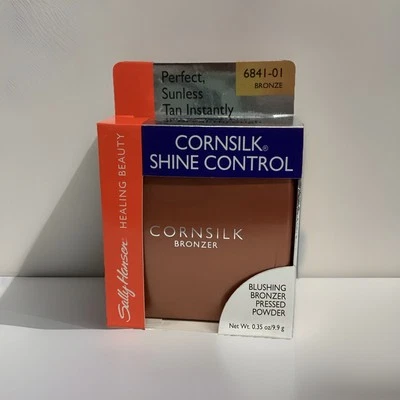 Perfect,
Sunless
Tan Instantly
6841-01
BRONZE
CORNSILK®
SHINE CONTROL
Sally Hansen® HEALING BEAUTY
CORNSILK
BRONZER
BLUSHING
BRONZER
PRESSED
POWDER
Net Wt. 0.35 oz/9.9 g